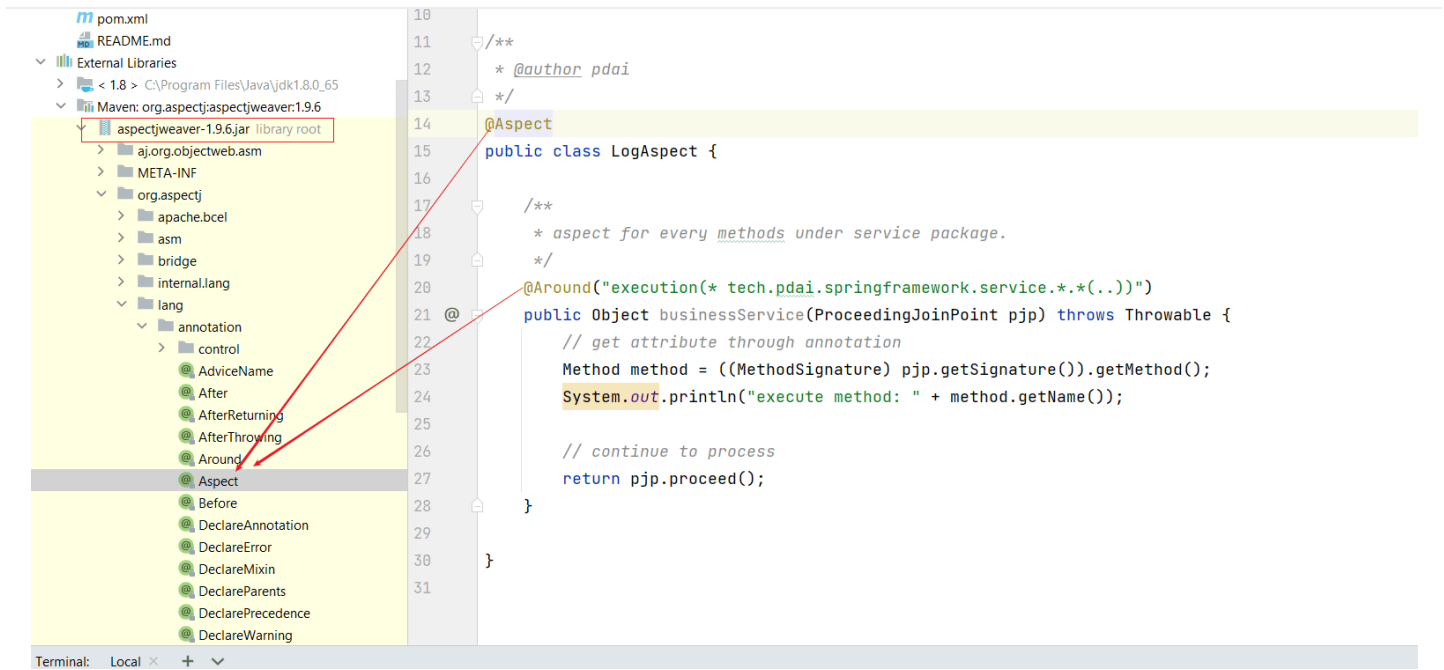 pom.xml
README.md
External Libraries
< 1.8 > C:\Program Files\Java\jdk1.8.0_65
Maven: org.aspectj:aspectjweaver:1.9.6
aspectjweaver-1.9.6.jar library root
aj.org.objectweb.asm
META-INF
org.aspectj
apache.bcel
asm
bridge
internal.lang
lang
annotation
control
AdviceName
After
AfterReturning
AfterThrowing
Around
Aspect
Before
DeclareAnnotation
DeclareError
DeclareMixin
DeclareParents
DeclarePrecedence
DeclareWarning
10
11 /**
12 * @author pdai
13 */
14 @Aspect
15 public class LogAspect {
16
17 /**
18 * aspect for every methods under service package.
19 */
20 @Around("execution(* tech.pdai.springframework.service.*.*(..))")
21 @ public Object businessService(ProceedingJoinPoint pjp) throws Throwable {
22 // get attribute through annotation
23 Method method = ((MethodSignature) pjp.getSignature()).getMethod();
24 System.out.println("execute method: " + method.getName());
25
26 // continue to process
27 return pjp.proceed();
28 }
29
30 }
31
Terminal: Local × +